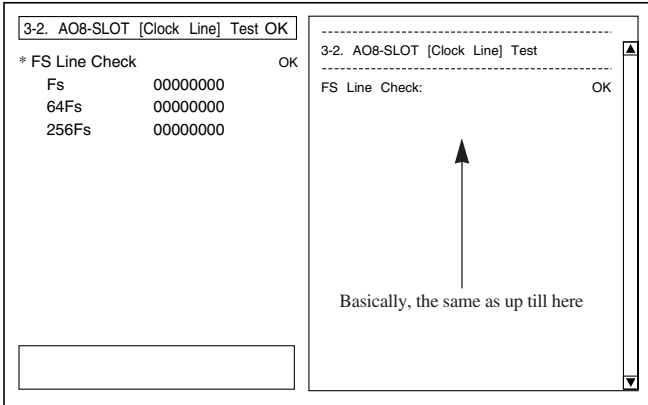 3-2. AO8-SLOT [Clock Line] Test OK
* FS Line Check OK
Fs 00000000
64Fs 00000000
256Fs 00000000
3-2. AO8-SLOT [Clock Line] Test
FS Line Check: OK
Basically, the same as up till here